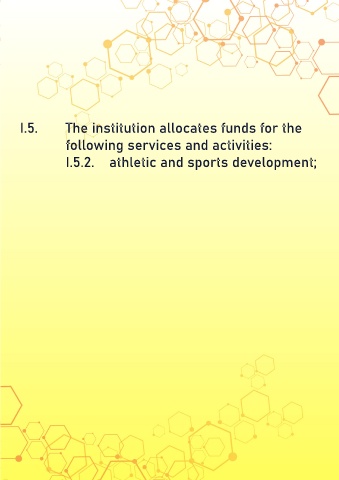 I.5. The institution allocates funds for the
following services and activities:
I.5.2. athletic and sports development;